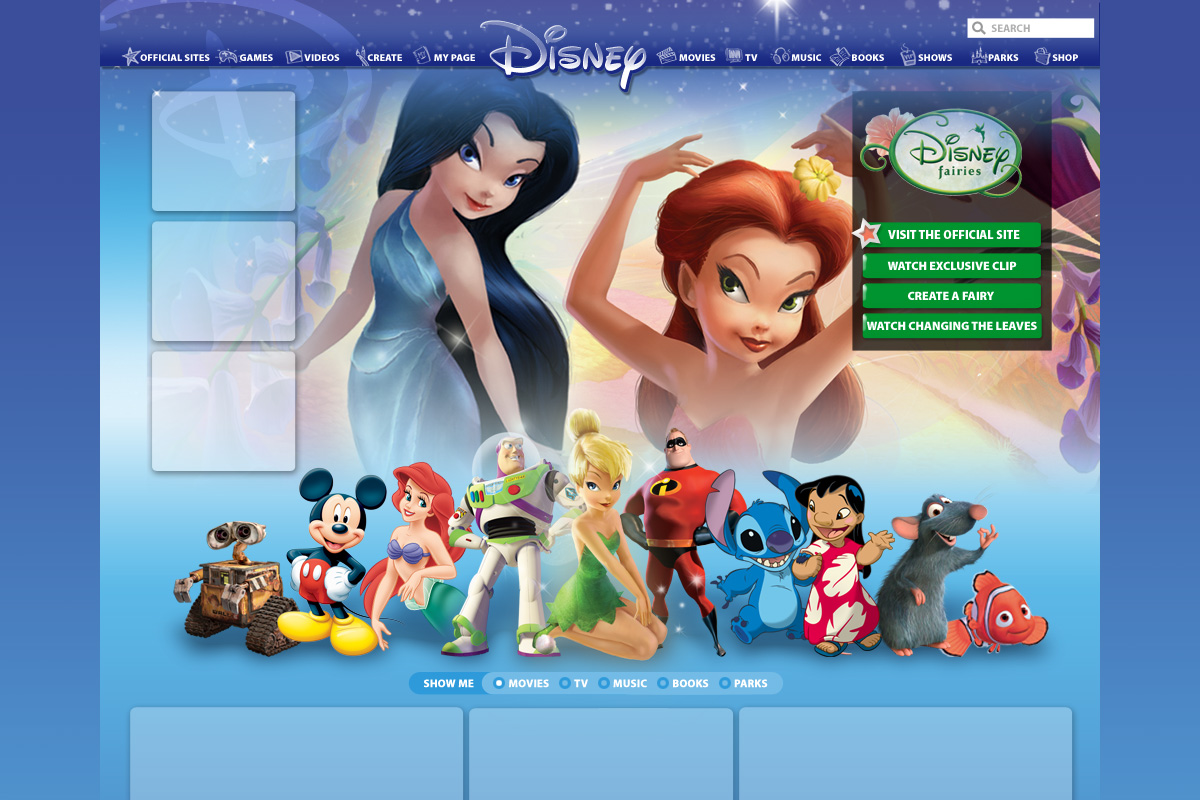 SEARCH
OFFICIAL SITES GAMES VIDEOS CREATE MY PAGE Disney MOVIES TV MUSIC BOOKS SHOWS PARKS SHOP
Disney
fairies
VISIT THE OFFICIAL SITE
WATCH EXCLUSIVE CLIP
CREATE A FAIRY
WATCH CHANGING THE LEAVES
SHOW ME MOVIES TV MUSIC BOOKS PARKS